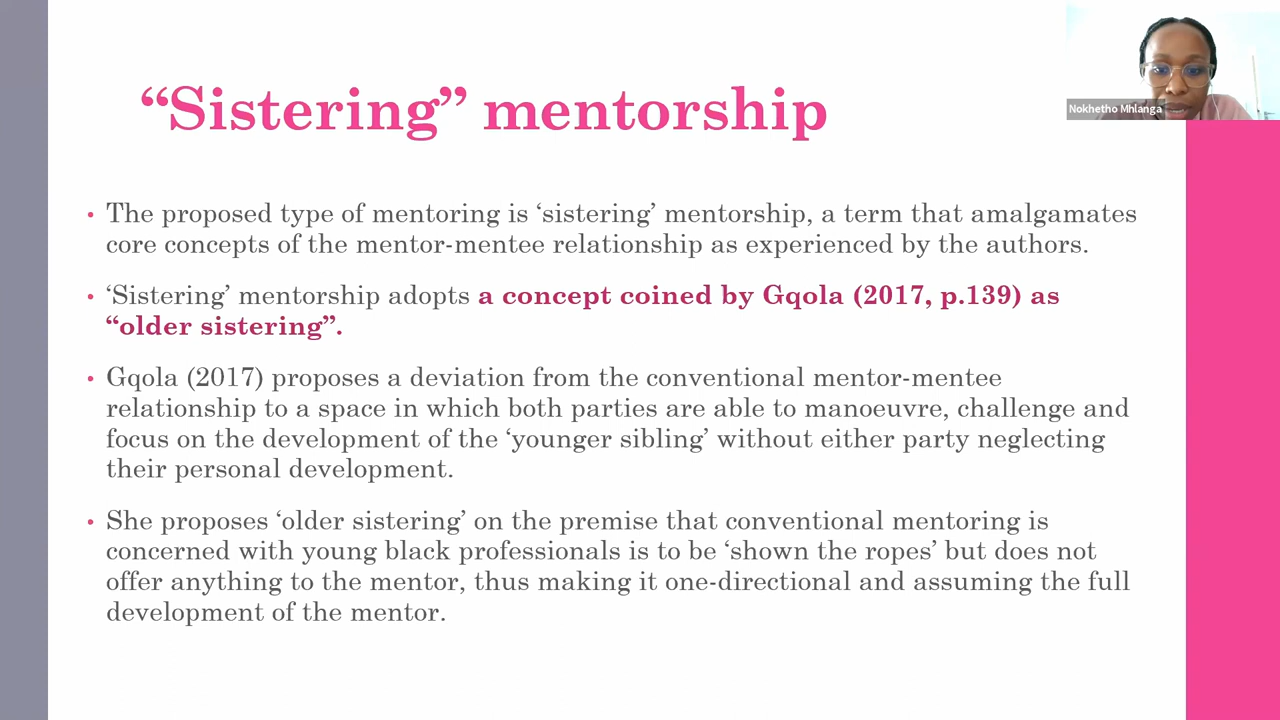 “Sistering” mentorship
Nokhetho Mhlanga
• The proposed type of mentoring is ‘sistering’ mentorship, a term that amalgamates
core concepts of the mentor-mentee relationship as experienced by the authors.
• ‘Sistering’ mentorship adopts a concept coined by Gqola (2017, p.139) as
“older sistering”.
• Gqola (2017) proposes a deviation from the conventional mentor-mentee
relationship to a space in which both parties are able to manoeuvre, challenge and
focus on the development of the ‘younger sibling’ without either party neglecting
their personal development.
• She proposes ‘older sistering’ on the premise that conventional mentoring is
concerned with young black professionals is to be ‘shown the ropes’ but does not
offer anything to the mentor, thus making it one-directional and assuming the full
development of the mentor.